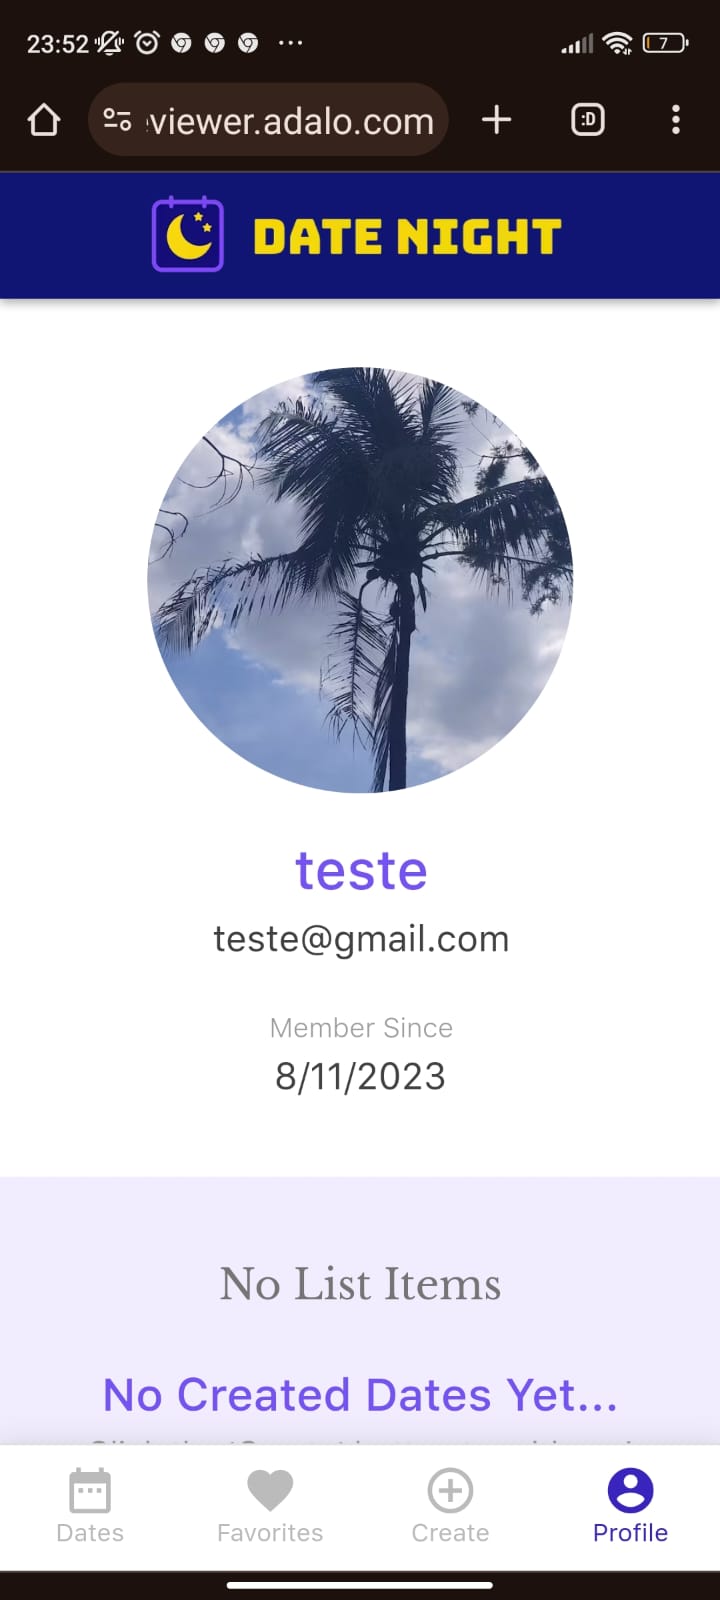 23:52
7
viewer.adalo.com
:D
DATE NIGHT
teste
teste@gmail.com
Member Since
8/11/2023
No List Items
No Created Dates Yet...
Dates
Favorites
Create
Profile